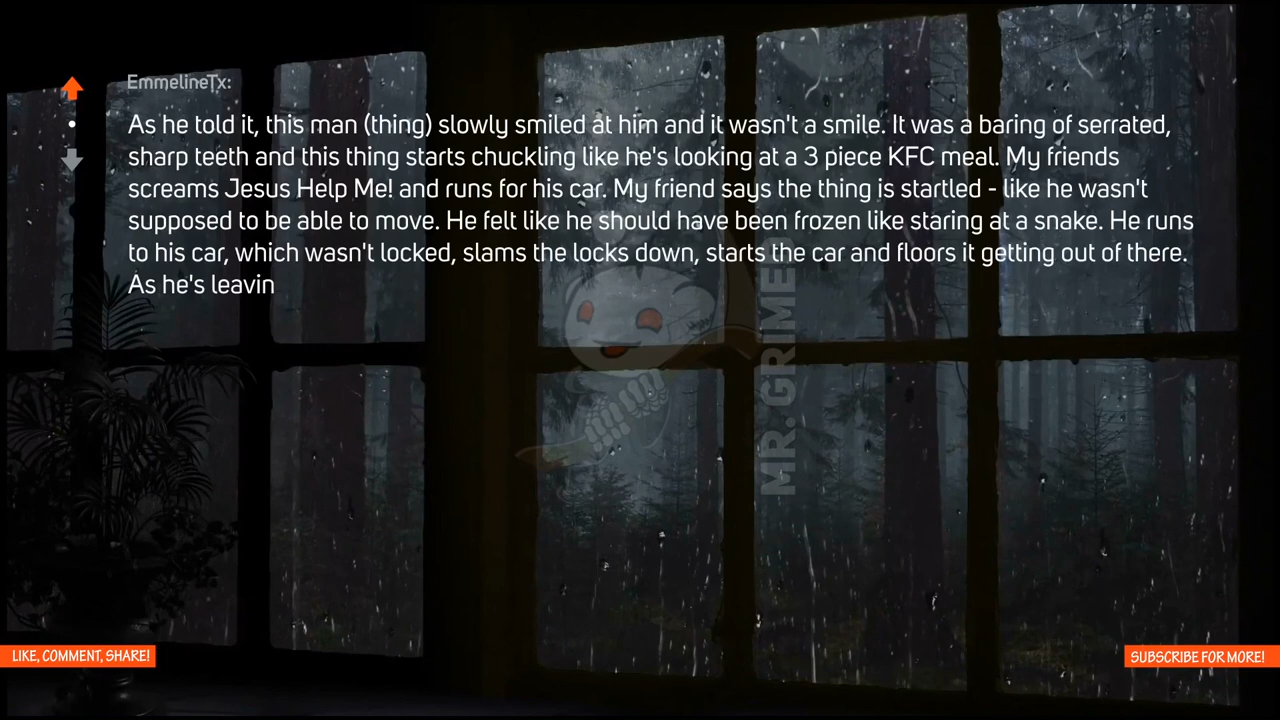 EmmelineTx:
As he told it, this man (thing) slowly smiled at him and it wasn't a smile. It was a baring of serrated,
sharp teeth and this thing starts chuckling like he's looking at a 3 piece KFC meal. My friends
screams Jesus Help Me! and runs for his car. My friend says the thing is startled - like he wasn't
supposed to be able to move. He felt like he should have been frozen like staring at a snake. He runs
to his car, which wasn't locked, slams the locks down, starts the car and floors it getting out of there.
As he's leavin
MR. GRIMES
LIKE, COMMENT, SHARE!
SUBSCRIBE FOR MORE!